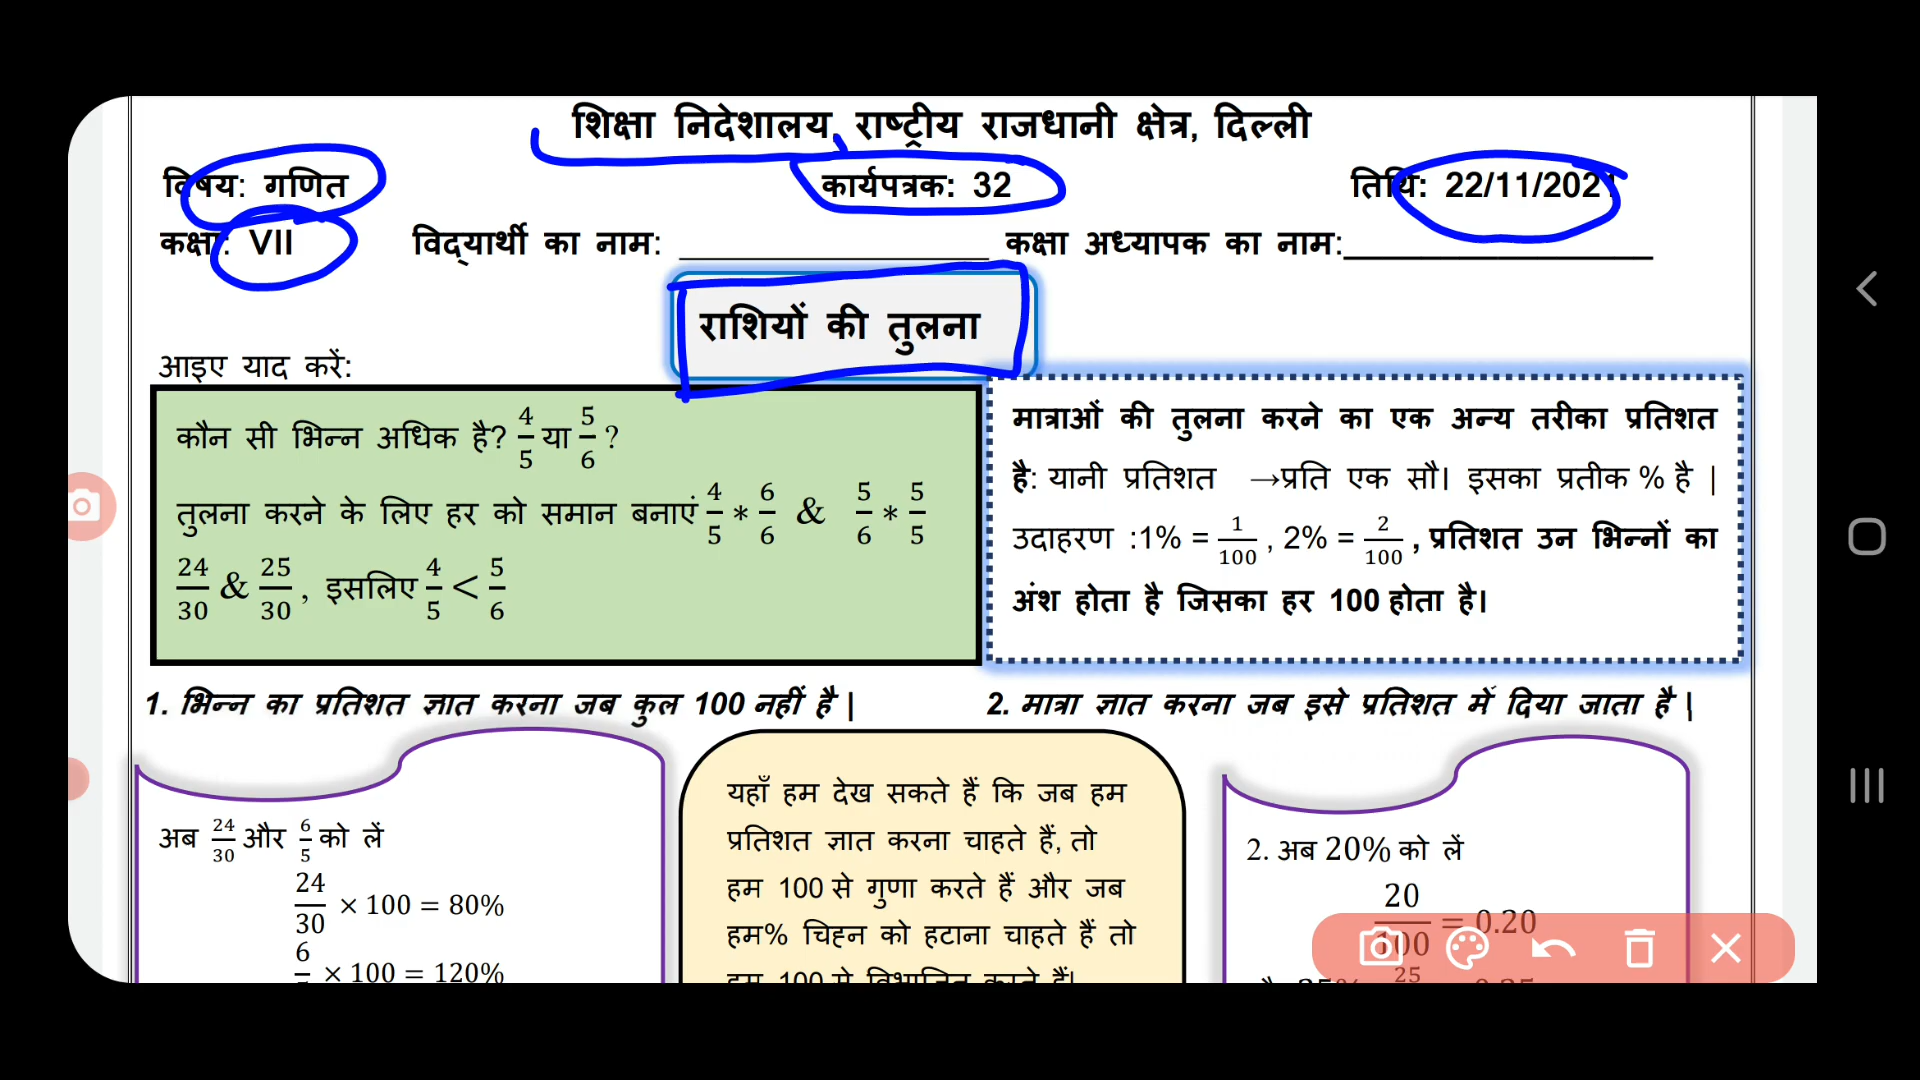 शिक्षा निदेशालय, राष्ट्रीय राजधानी क्षेत्र, दिल्ली
विषय: गणित कार्यपत्रक: 32 तिथि: 22/11/2021
कक्षा: VII विद्यार्थी का नाम: ________________ कक्षा अध्यापक का नाम:________________
राशियों की तुलना
आइए याद करें:
कौन सी भिन्न अधिक है? 4/5 या 5/6 ?
तुलना करने के लिए हर को समान बनाएं 4/5 * 6/6 & 5/6 * 5/5
24/30 & 25/30 , इसलिए 4/5 < 5/6
मात्राओं की तुलना करने का एक अन्य तरीका प्रतिशत
है: यानी प्रतिशत →प्रति एक सौ। इसका प्रतीक % है |
उदाहरण :1% = 1/100 , 2% = 2/100 , प्रतिशत उन भिन्नों का
अंश होता है जिसका हर 100 होता है।
1. भिन्न का प्रतिशत ज्ञात करना जब कुल 100 नहीं है |
2. मात्रा ज्ञात करना जब इसे प्रतिशत में दिया जाता है |
अब 24/30 और 6/5 को लें
24/30 × 100 = 80%
6/5 × 100 = 120%
यहाँ हम देख सकते हैं कि जब हम
प्रतिशत ज्ञात करना चाहते हैं, तो
हम 100 से गुणा करते हैं और जब
हम% चिह्न को हटाना चाहते हैं तो
हम 100 से विभाजित करते हैं।
2. अब 20% को लें
20/100 = 0.20